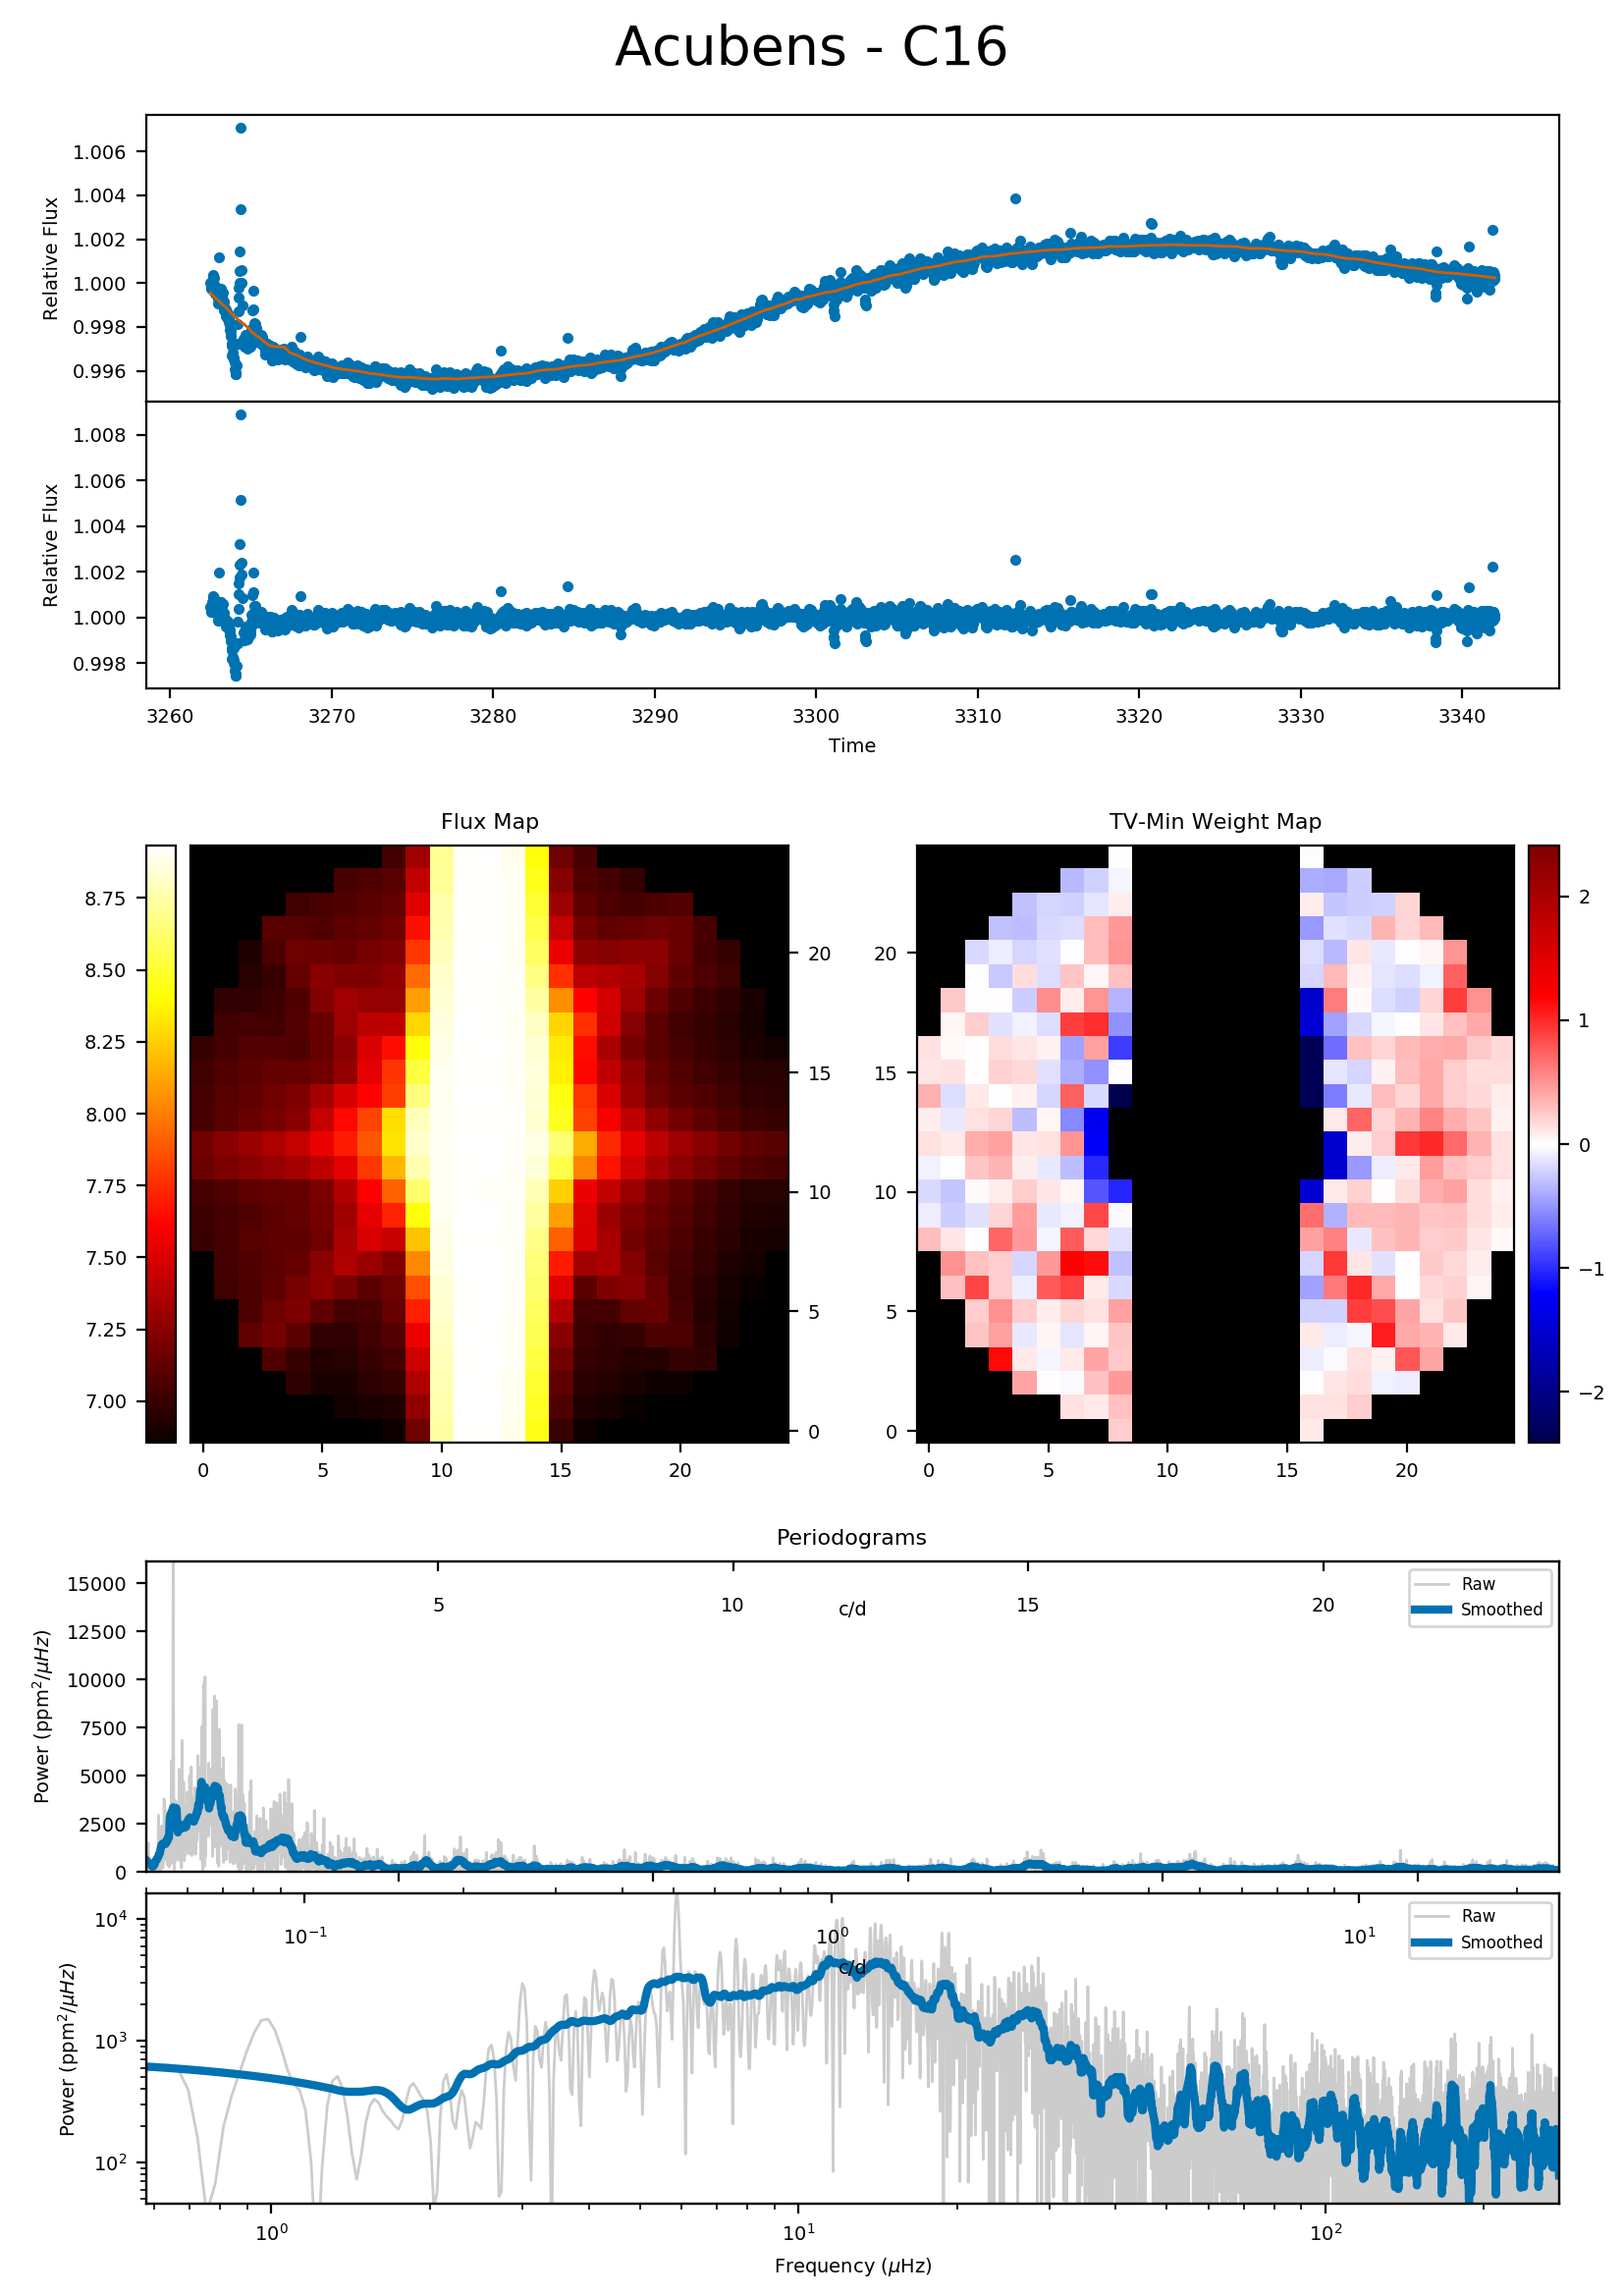 Acubens - C16
1.006
1.004
1.002
1.000
0.998
0.996
Relative Flux
1.008
1.006
1.004
1.002
1.000
0.998
Relative Flux
3260 3270 3280 3290 3300 3310 3320 3330 3340
Time
Flux Map
8.75
8.50
8.25
8.00
7.75
7.50
7.25
7.00
20
15
10
5
0
0 5 10 15 20
TV-Min Weight Map
20
15
10
5
0
0 5 10 15 20
2
1
0
−1
−2
Periodograms
15000
12500
10000
7500
5000
2500
0
Power (ppm²/μHz)
5 10 15 20
c/d
Raw
Smoothed
10⁴
10³
10²
Power (ppm²/μHz)
10⁻¹ 10⁰ 10¹
c/d
Raw
Smoothed
10⁰ 10¹ 10²
Frequency (μHz)